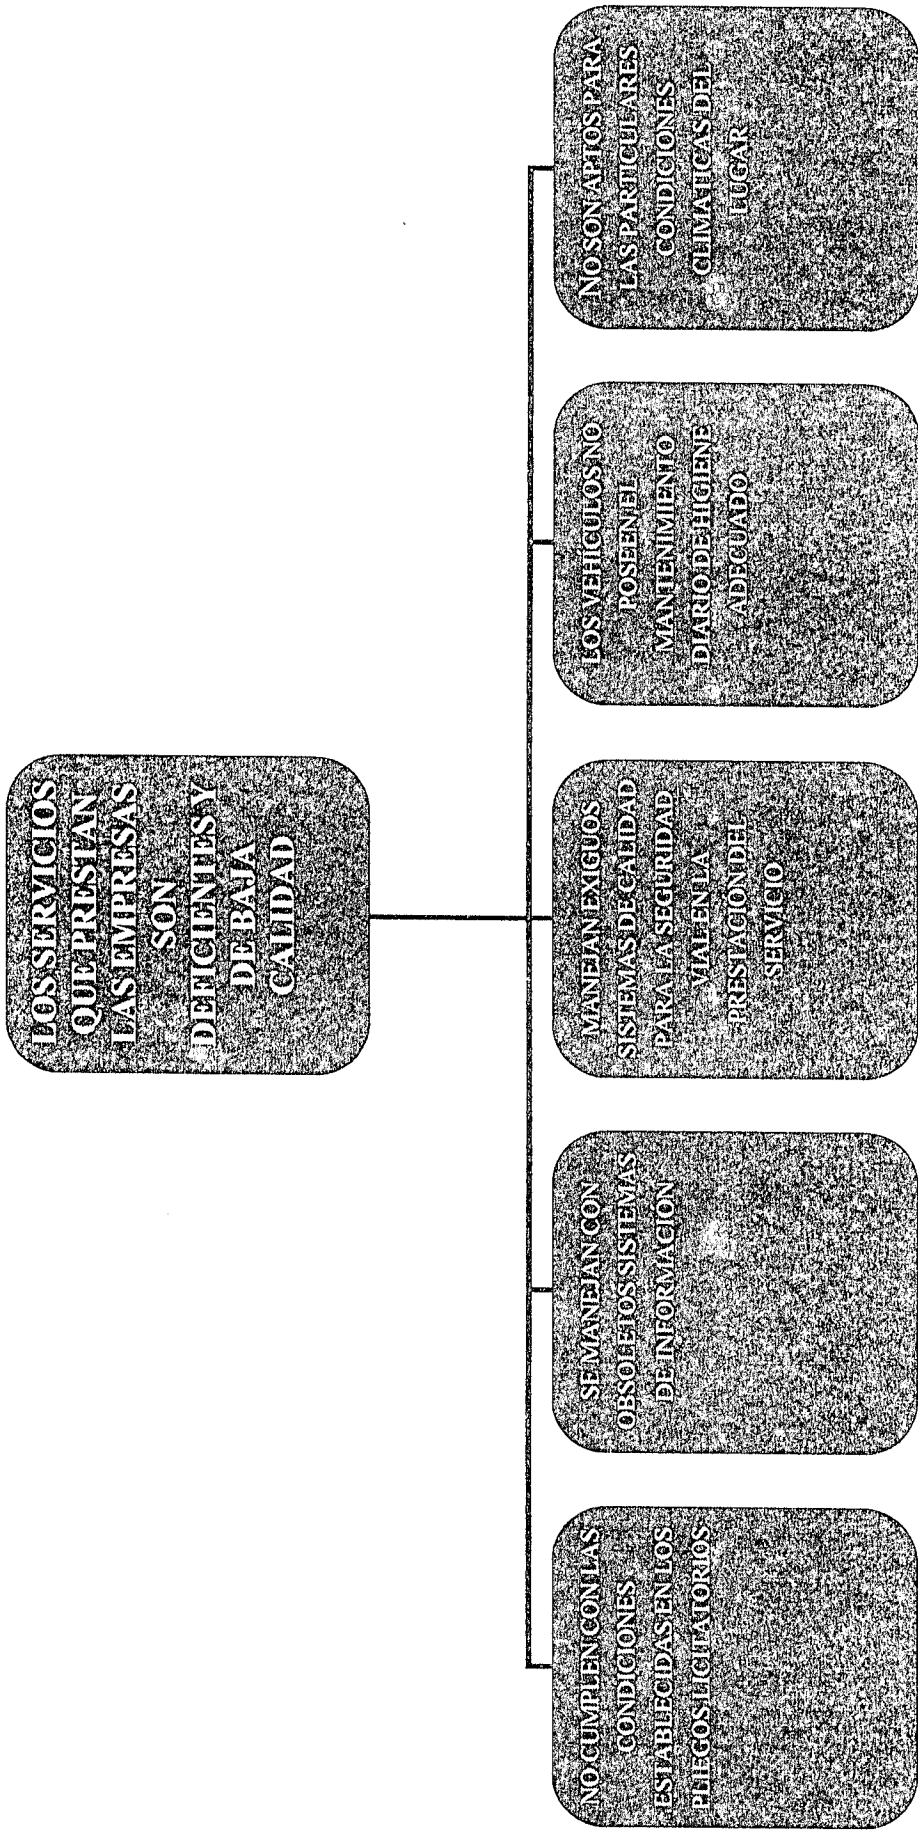 LOS SERVICIOS
QUE PRESTAN
LAS EMPRESAS
SON
DEFICIENTES Y
DE BAJA
CALIDAD
NO CUMPLEN CON LAS
CONDICIONES
ESTABLECIDAS EN LOS
PLIEGOS LICITATORIOS
SE MANEJAN CON
OBSOLETOS SISTEMAS
DE INFORMACIÓN
MANEJAN EXIGUOS
SISTEMAS DE CALIDAD
PARA LA SEGURIDAD
VIAL EN LA
PRESTACIÓN DEL
SERVICIO
LOS VEHÍCULOS NO
POSEEN EL
MANTENIMIENTO
DIARIO DE HIGIENE
ADECUADO
NO SON APTOS PARA
LAS PARTICULARES
CONDICIONES
CLIMÁTICAS DEL
LUGAR